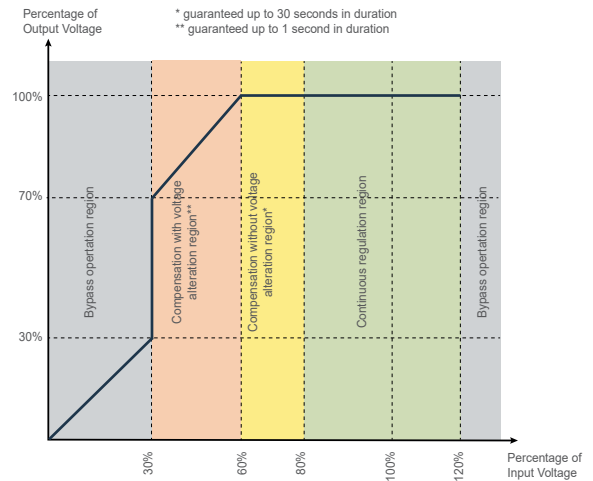 Percentage of
Output Voltage
* guaranteed up to 30 seconds in duration
** guaranteed up to 1 second in duration
100%
70%
30%
Bypass opertation region
Compensation with voltage
alteration region**
Compensation without voltage
alteration region*
Continuous regulation region
Bypass opertation region
30%
60%
80%
100%
120%
Percentage of
Input Voltage